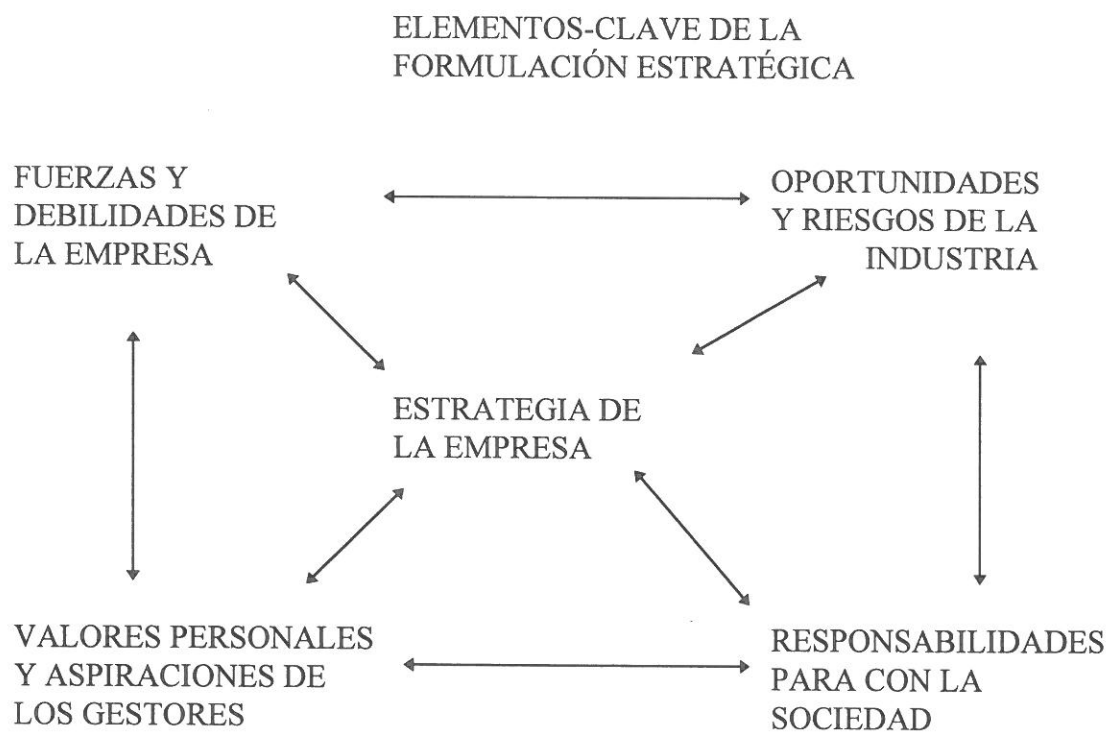 ELEMENTOS-CLAVE DE LA
FORMULACIÓN ESTRATÉGICA
FUERZAS Y
DEBILIDADES DE
LA EMPRESA
OPORTUNIDADES
Y RIESGOS DE LA
INDUSTRIA
ESTRATEGIA DE
LA EMPRESA
VALORES PERSONALES
Y ASPIRACIONES DE
LOS GESTORES
RESPONSABILIDADES
PARA CON LA
SOCIEDAD